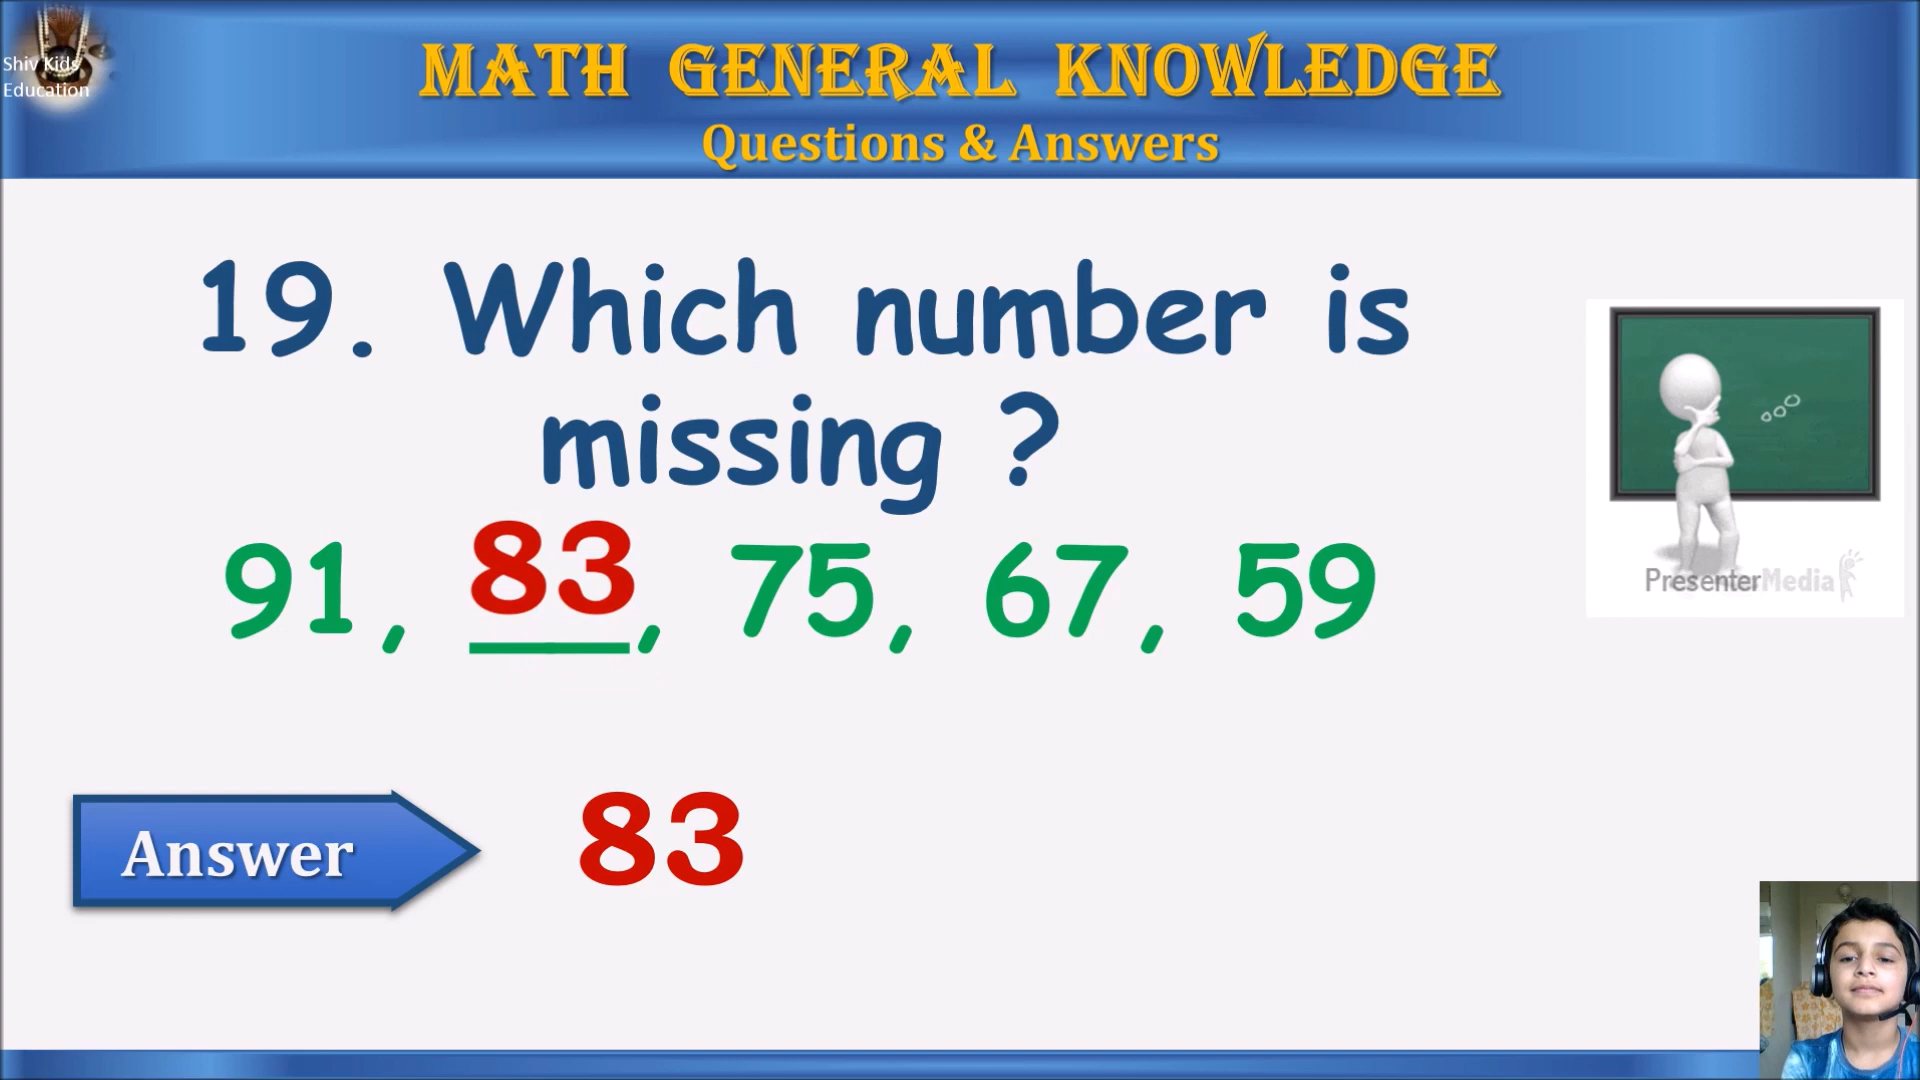 Shiv Kids
Education
MATH GENERAL KNOWLEDGE
Questions & Answers
19. Which number is
missing ?
91, 83, 75, 67, 59
PresenterMedia
Answer
83